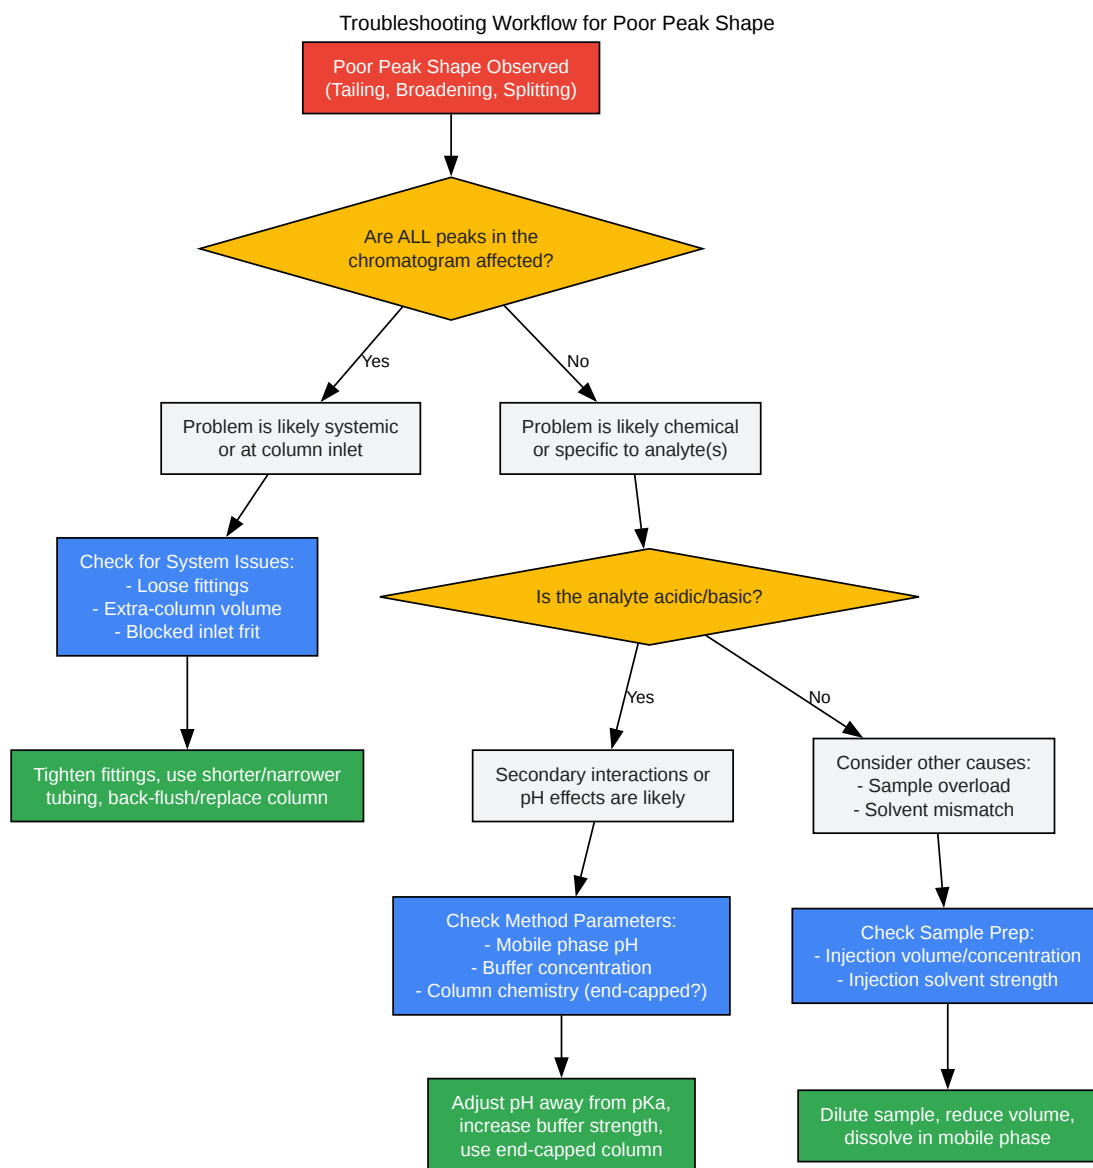 Troubleshooting Workflow for Poor Peak Shape
Poor Peak Shape Observed
(Tailing, Broadening, Splitting)
Are ALL peaks in the
chromatogram affected?
Yes
No
Problem is likely systemic
or at column inlet
Problem is likely chemical
or specific to analyte(s)
Check for System Issues:
- Loose fittings
- Extra-column volume
- Blocked inlet frit
Is the analyte acidic/basic?
Yes
No
Tighten fittings, use shorter/narrower
tubing, back-flush/replace column
Secondary interactions or
pH effects are likely
Consider other causes:
- Sample overload
- Solvent mismatch
Check Method Parameters:
- Mobile phase pH
- Buffer concentration
- Column chemistry (end-capped?)
Check Sample Prep:
- Injection volume/concentration
- Injection solvent strength
Adjust pH away from pKa,
increase buffer strength,
use end-capped column
Dilute sample, reduce volume,
dissolve in mobile phase